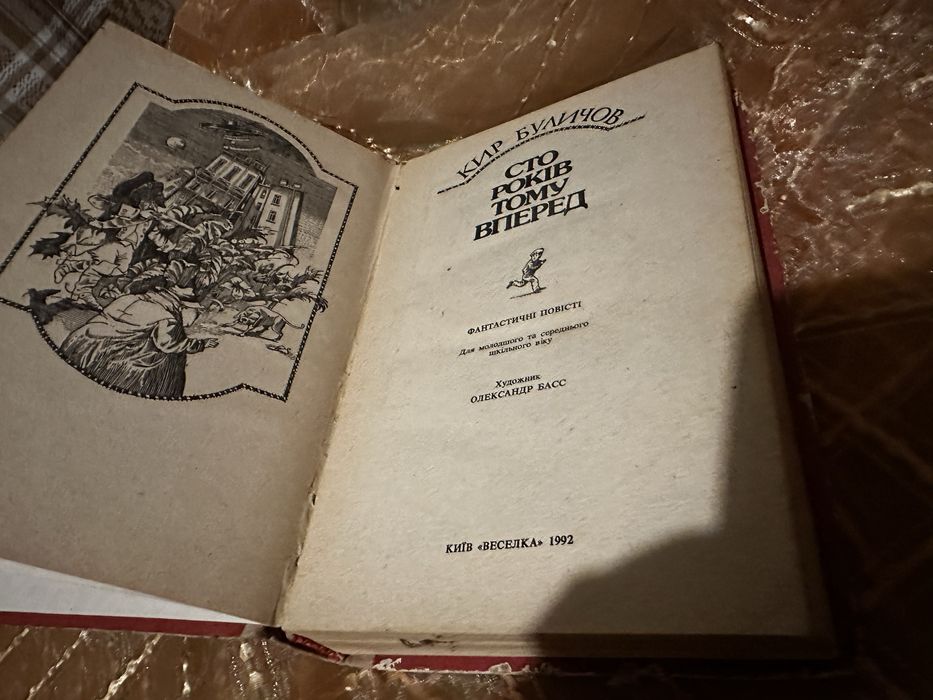 КИР БУЛИЧОВ
СТО
РОКІВ
ТОМУ
ВПЕРЕД
ФАНТАСТИЧНІ ПОВІСТІ
Для молодшого та середнього
шкільного віку
Художник
ОЛЕКСАНДР БАСС
КИЇВ «ВЕСЕЛКА» 1992